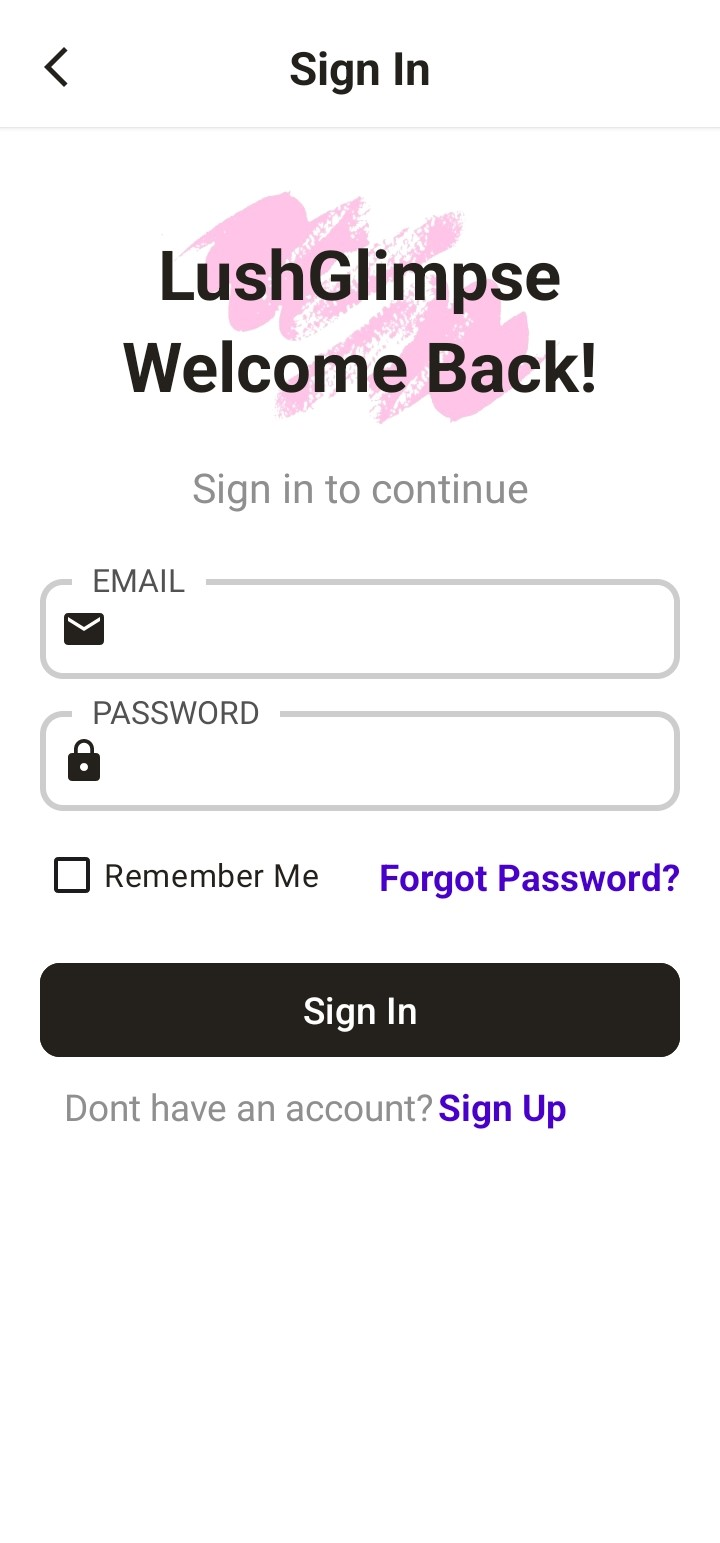 Sign In
LushGlimpse
Welcome Back!
Sign in to continue
EMAIL
PASSWORD
Remember Me
Forgot Password?
Sign In
Dont have an account? Sign Up